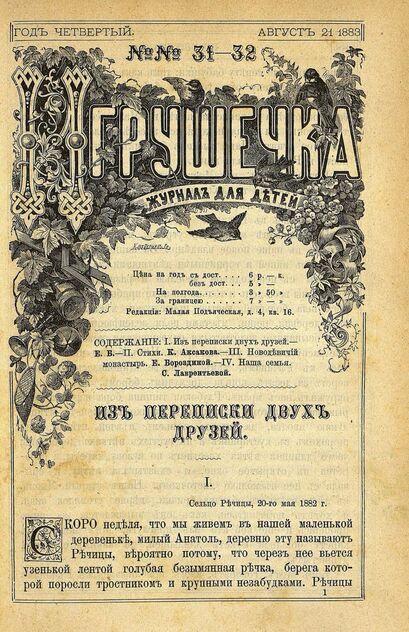 ГОДЪ ЧЕТВЕРТЫЙ. АВГУСТЪ 21 1883
№№ 31—32
ИГРУШЕЧКА
ЖУРНАЛЪ ДЛЯ ДѢТЕЙ
Цѣна на годъ съ дост. . . . . 6 р. — к.
безъ дост. . . . 5 » —
На полгода. . . . . . . . 3 » 50 »
За границею . . . . . . . 7 » — »
Редакція: Малая Подъяческая, д. 4, кв. 16.
СОДЕРЖАНІЕ: I. Изъ переписки двухъ друзей.—
Е. В.—II. Стихи. К. Аксакова.—III. Новодѣвичій
монастырь. Е. Бороздиной.—IV. Наша семья.
С. Лаврентьевой.
ИЗЪ ПЕРЕПИСКИ ДВУХЪ
ДРУЗЕЙ.
I.
Сельцо Рѣчицы, 20-го мая 1882 г.
СКОРО недѣля, что мы живемъ въ нашей маленькой
деревенькѣ, милый Анатоль, деревню эту называютъ
Рѣчицы, вѣроятно потому, что черезъ нее вьется
узенькой лентой голубая безымянная рѣчка, берега кото-
рой поросли тростникомъ и крупными незабудками. Рѣчицы
1